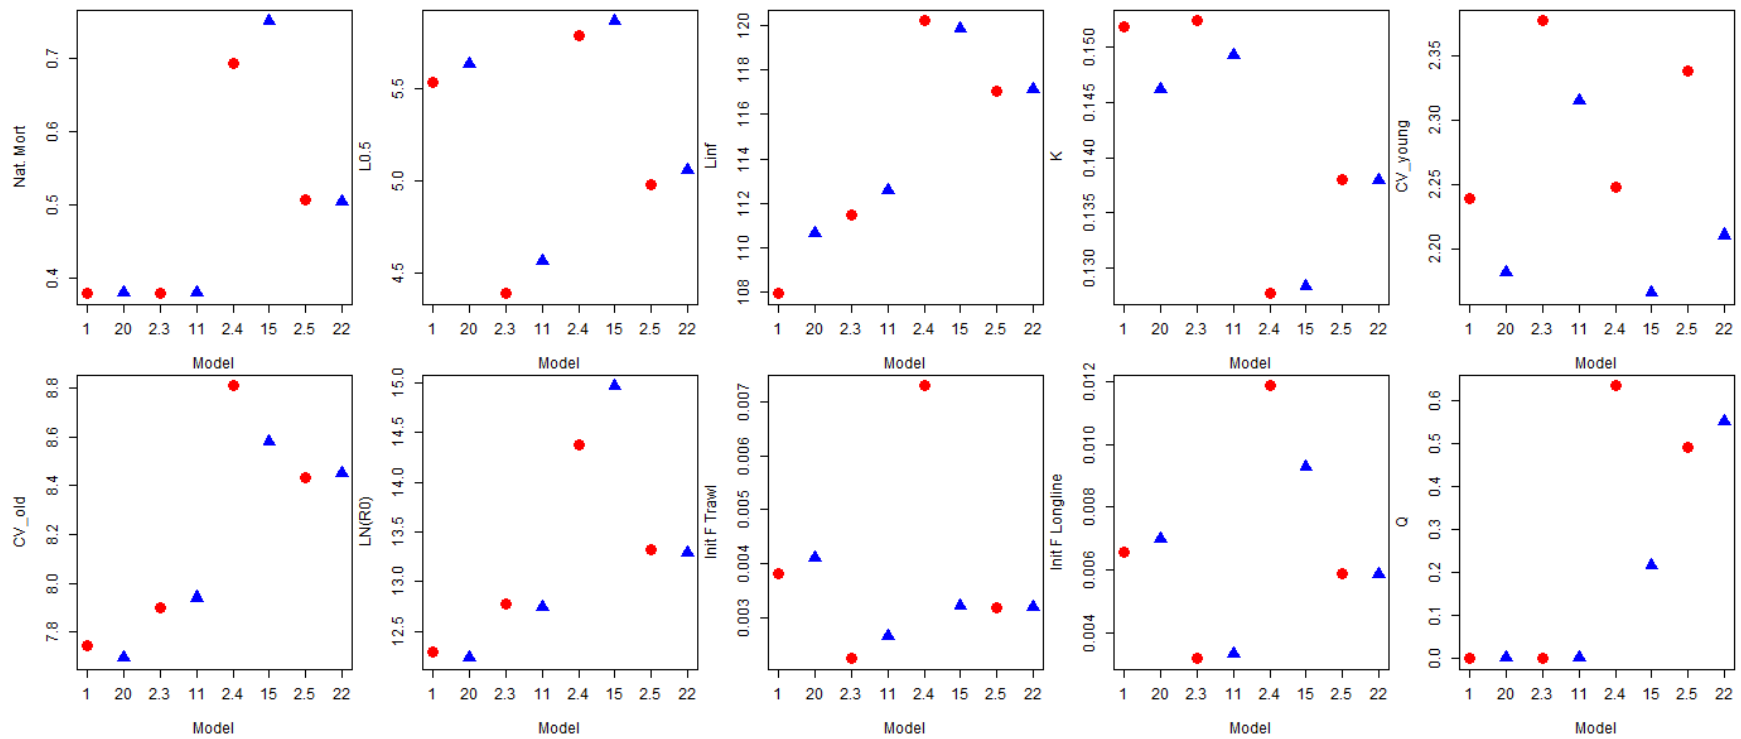 Nat. Mort
0.4 0.5 0.6 0.7
1 20 2.3 11 2.4 15 2.5 22
Model
L0.5
4.5 5.0 5.5
1 20 2.3 11 2.4 15 2.5 22
Model
Linf
108 110 112 114 116 118 120
1 20 2.3 11 2.4 15 2.5 22
Model
K
0.130 0.135 0.140 0.145 0.150
1 20 2.3 11 2.4 15 2.5 22
Model
CV_young
2.20 2.25 2.30 2.35
1 20 2.3 11 2.4 15 2.5 22
Model
CV_old
7.8 8.0 8.2 8.4 8.6 8.8
1 20 2.3 11 2.4 15 2.5 22
Model
LN(R0)
12.5 13.0 13.5 14.0 14.5 15.0
1 20 2.3 11 2.4 15 2.5 22
Model
Init F Trawl
0.003 0.004 0.005 0.006 0.007
1 20 2.3 11 2.4 15 2.5 22
Model
Init F Longline
0.004 0.006 0.008 0.010 0.012
1 20 2.3 11 2.4 15 2.5 22
Model
Q
0.0 0.1 0.2 0.3 0.4 0.5 0.6
1 20 2.3 11 2.4 15 2.5 22
Model